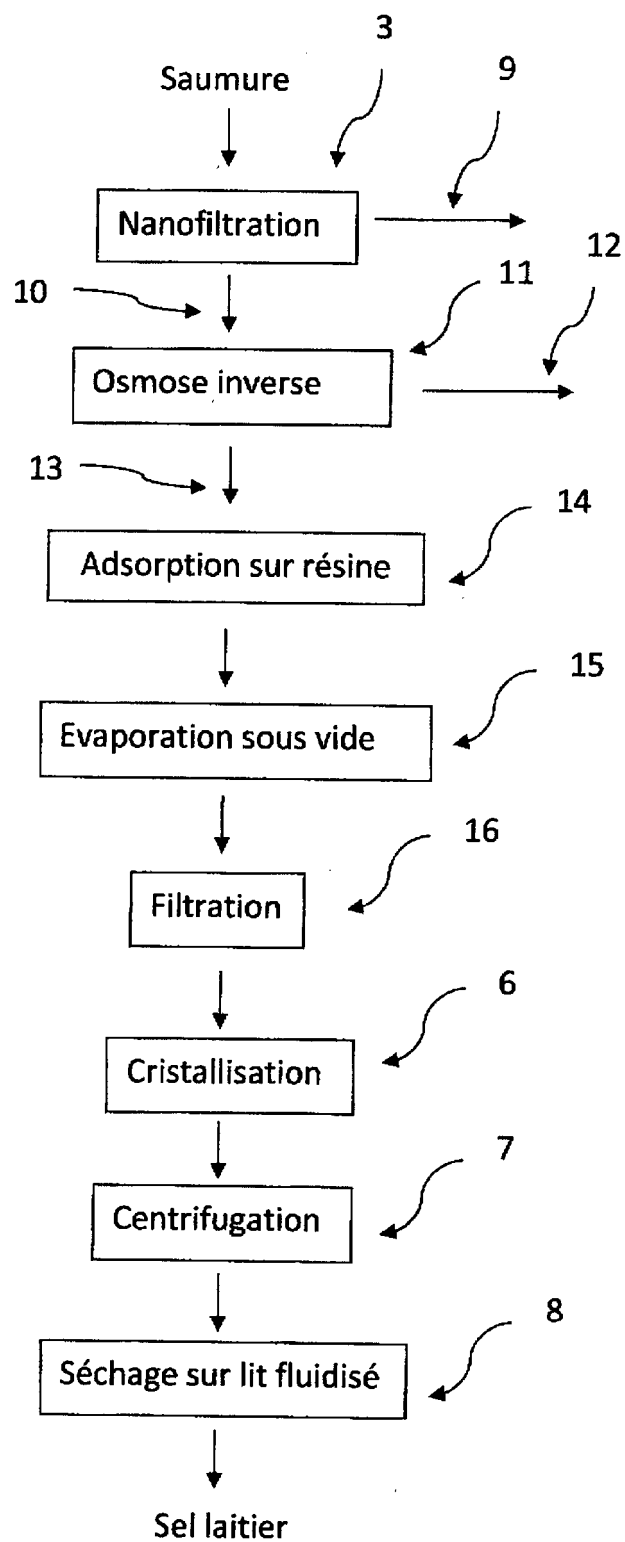 3
Saumure
9
Nanofiltration
12
10
11
Osmose inverse
13
14
Adsorption sur résine
15
Evaporation sous vide
16
Filtration
6
Cristallisation
7
Centrifugation
8
Séchage sur lit fluidisé
Sel laitier